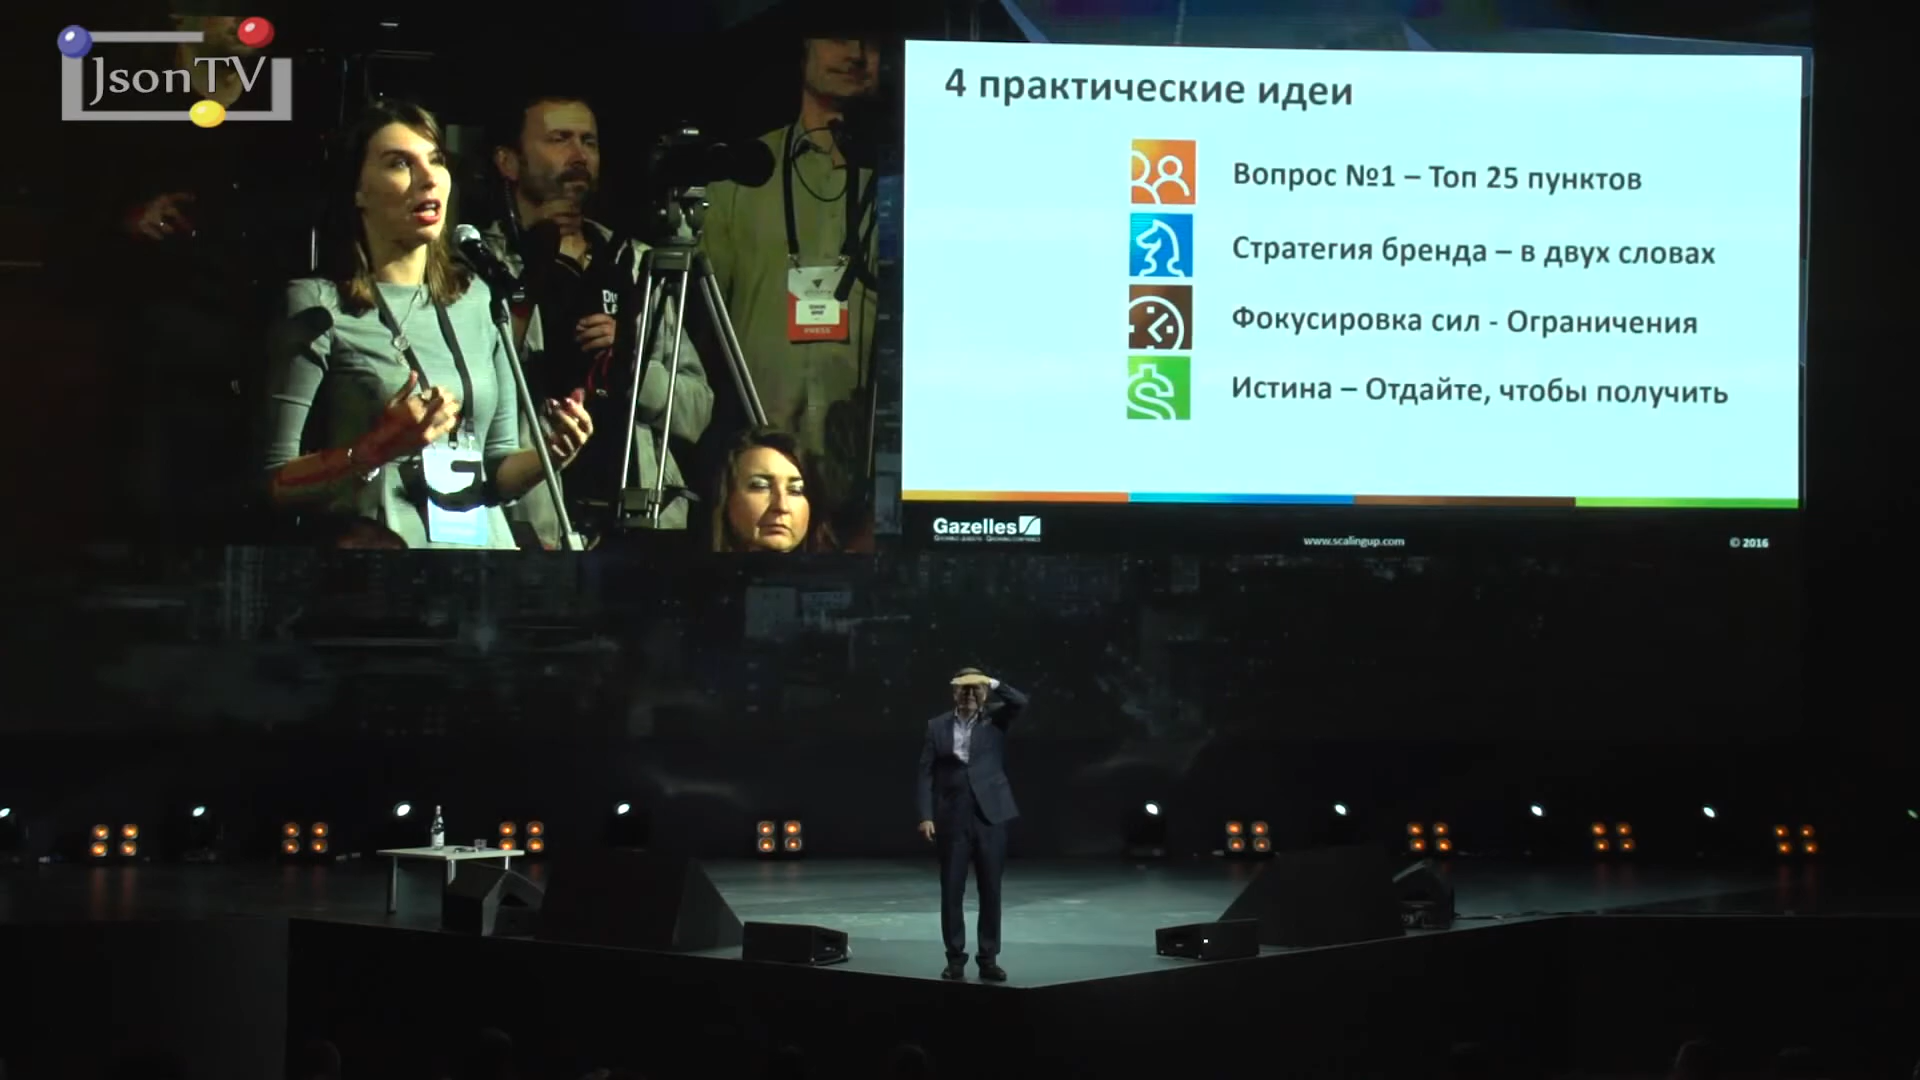 JsonTV
4 практические идеи
Вопрос №1 – Топ 25 пунктов
Стратегия бренда – в двух словах
Фокусировка сил - Ограничения
Истина – Отдайте, чтобы получить
PRESS
Gazelles
www.scalingup.com
© 2016